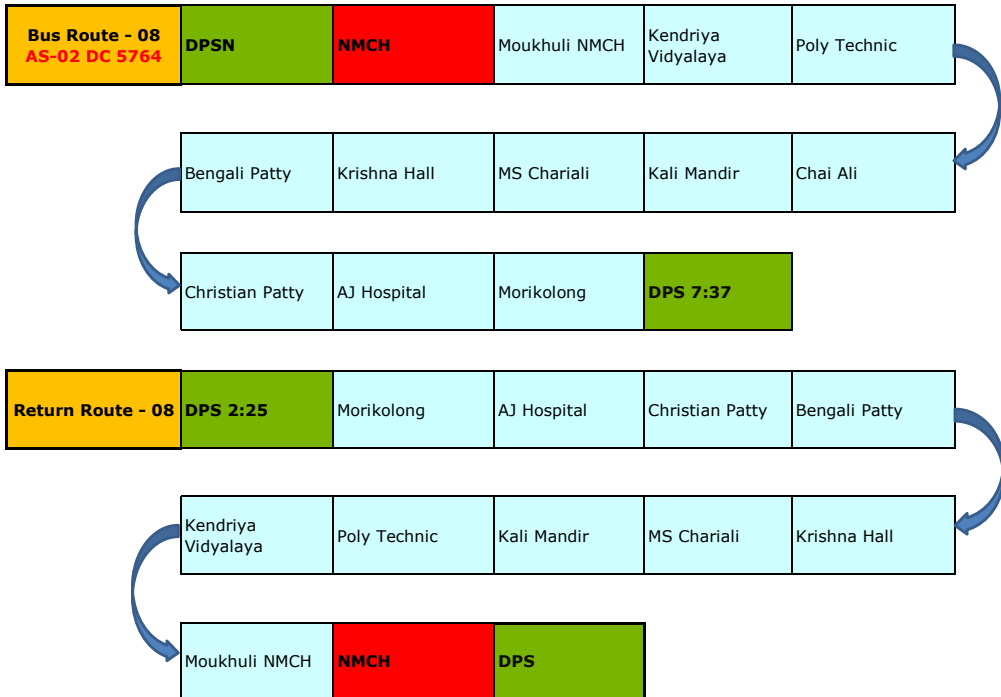 Bus Route - 08
AS-02 DC 5764
DPSN
NMCH
Moukhuli NMCH
Kendriya
Vidyalaya
Poly Technic
Bengali Patty
Krishna Hall
MS Chariali
Kali Mandir
Chai Ali
Christian Patty
AJ Hospital
Morikolong
DPS 7:37
Return Route - 08
DPS 2:25
Morikolong
AJ Hospital
Christian Patty
Bengali Patty
Kendriya
Vidyalaya
Poly Technic
Kali Mandir
MS Chariali
Krishna Hall
Moukhuli NMCH
NMCH
DPS